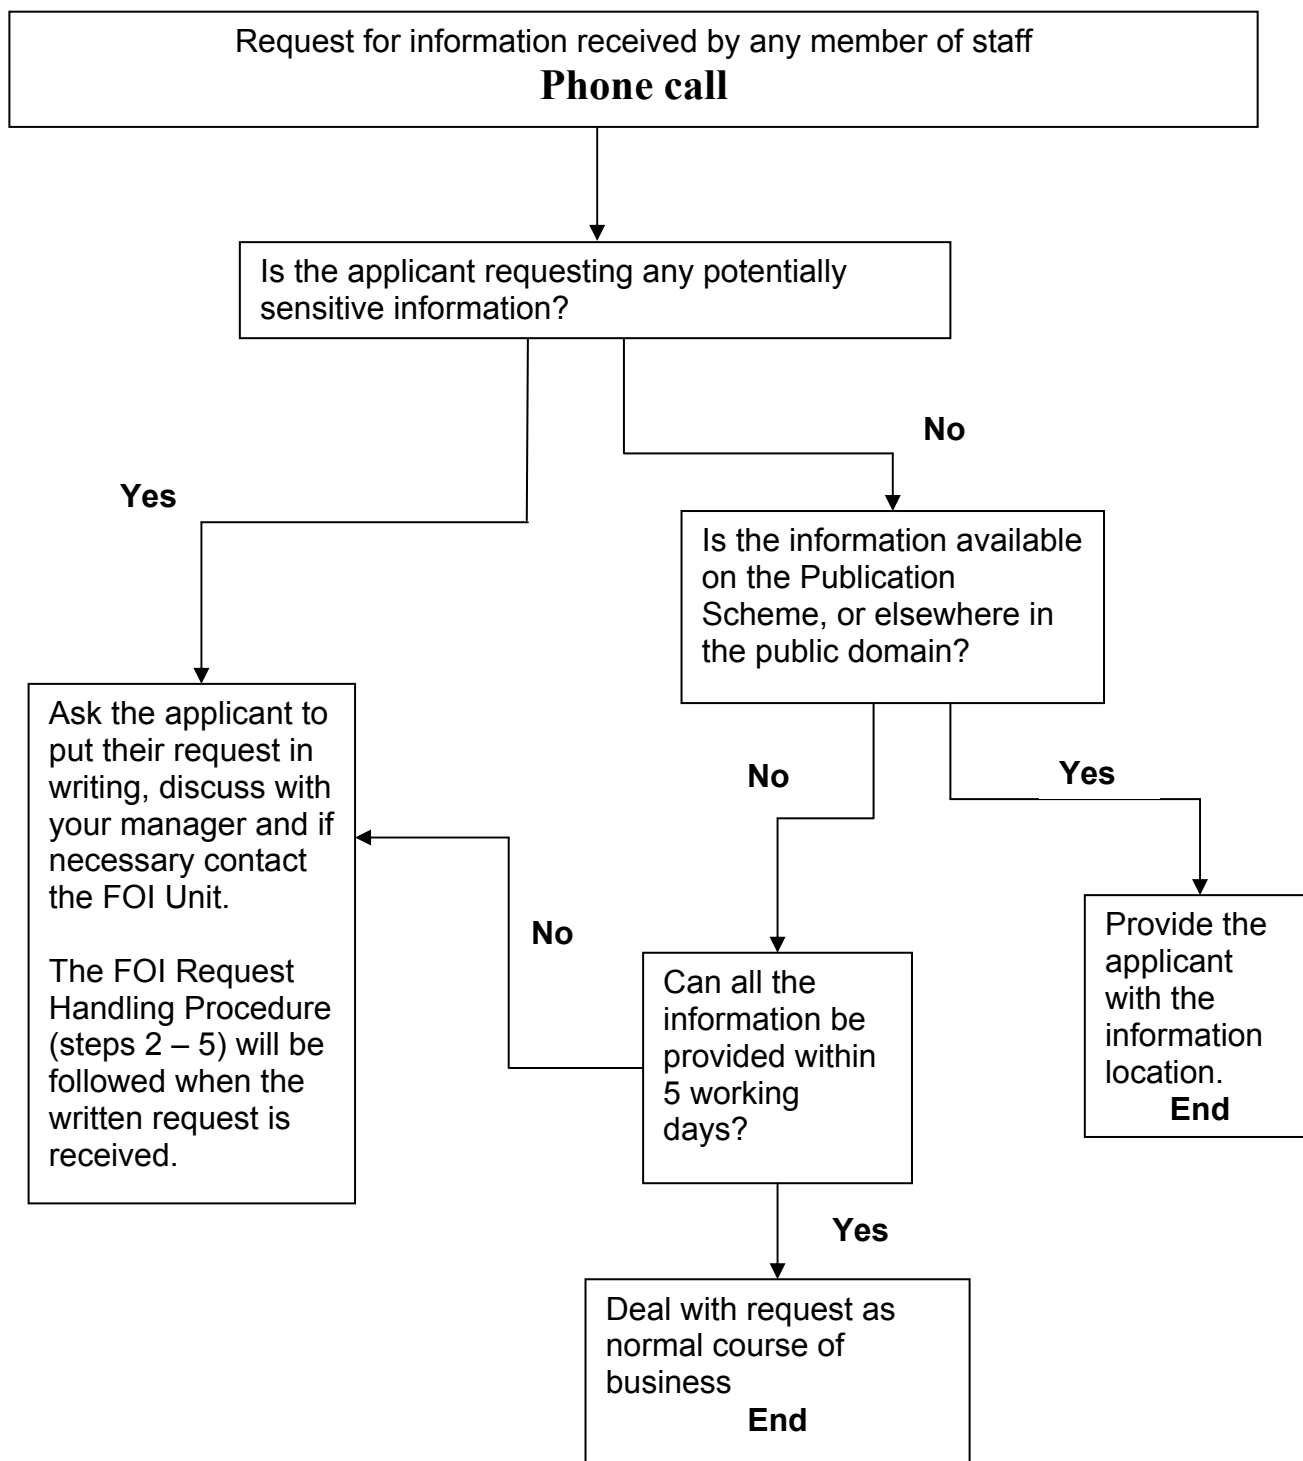 Request for information received by any member of staff
Phone call
Is the applicant requesting any potentially
sensitive information?
No
Yes
Is the information available
on the Publication
Scheme, or elsewhere in
the public domain?
Ask the applicant to
put their request in
writing, discuss with
your manager and if
necessary contact
the FOI Unit.
The FOI Request
Handling Procedure
(steps 2 – 5) will be
followed when the
written request is
received.
No
Yes
No
Can all the
information be
provided within
5 working
days?
Provide the
applicant
with the
information
location.
End
Yes
Deal with request as
normal course of
business
End